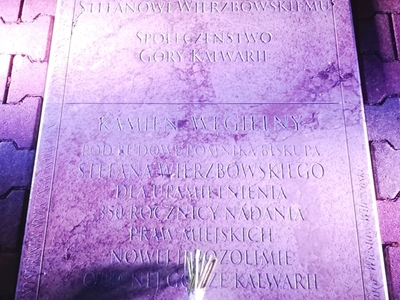 STEFANOWI WIERZBOWSKIEMU
SPOŁECZEŃSTWO
GÓRY KALWARII
KAMIEŃ WĘGIELNY
POD BUDOWĘ POMNIKA BISKUPA
STEFANA WIERZBOWSKIEGO
DLA UPAMIĘTNIENIA
350 ROCZNICY NADANIA
PRAW MIEJSKICH
NOWEJ JEROZOLIMIE
OBECNEJ GÓRZE KALWARII